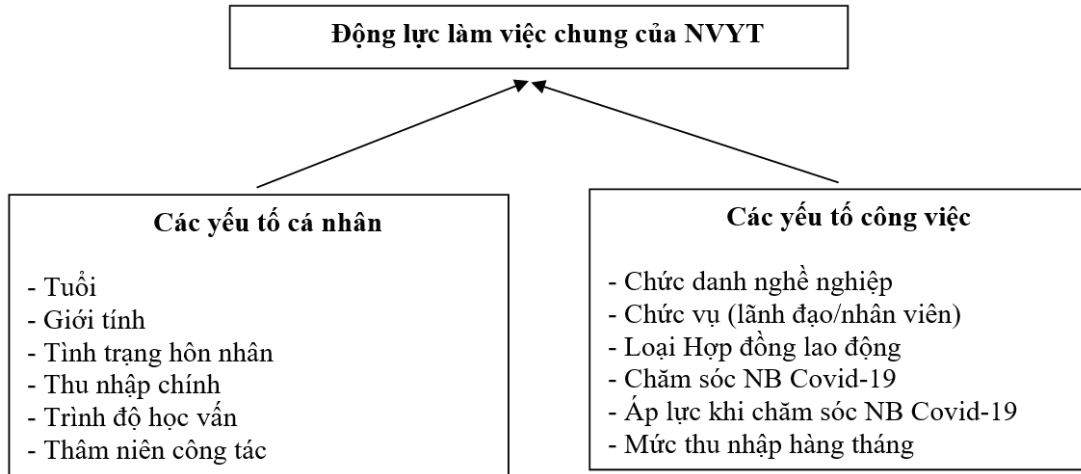 Động lực làm việc chung của NVYT
Các yếu tố cá nhân
- Tuổi
- Giới tính
- Tình trạng hôn nhân
- Thu nhập chính
- Trình độ học vấn
- Thâm niên công tác
Các yếu tố công việc
- Chức danh nghề nghiệp
- Chức vụ (lãnh đạo/nhân viên)
- Loại Hợp đồng lao động
- Chăm sóc NB Covid-19
- Áp lực khi chăm sóc NB Covid-19
- Mức thu nhập hàng tháng